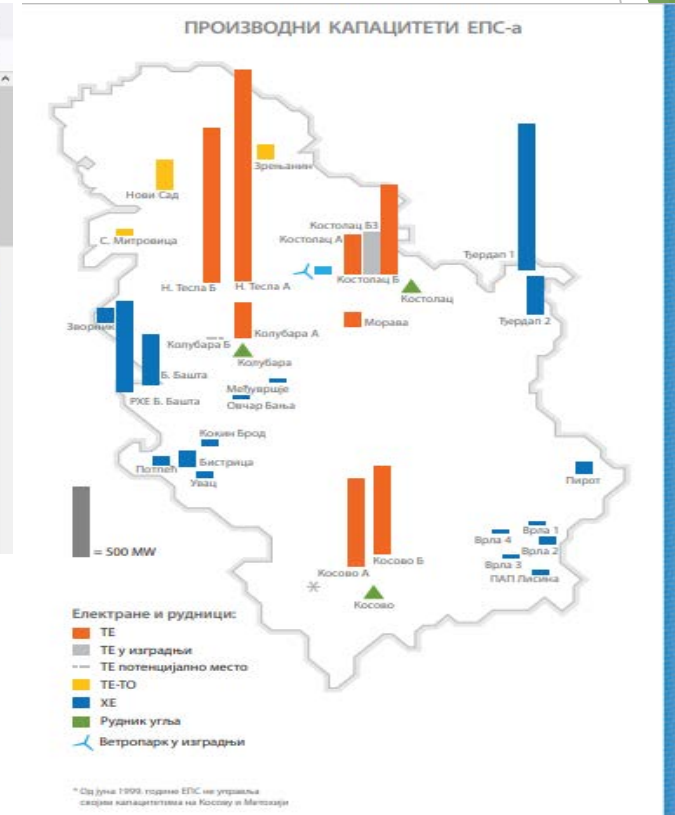 ПРОИЗВОДНИ КАПАЦИТЕТИ ЕПС-а
Зрењанин
Нови Сад
Костолац Б3
С. Митровица
Костолац А
Ђердап 1
Н. Тесла Б
Н. Тесла А
Костолац Б
Костолац
Ђердап 2
Зворник
Морава
Колубара А
Колубара Б
Колубара
Б. Башта
Међувршје
РХЕ Б. Башта
Овчар Бања
Кокин Брод
Потпећ
Бистрица
Увац
Пирот
Врла 1
Врла 4
Врла 2
= 500 MW
Косово Б
Врла 3
Косово А
ПАП Лисина
*
Косово
Електране и рудници:
ТЕ
ТЕ у изградњи
ТЕ потенцијално место
ТЕ-ТО
ХЕ
Рудник угља
Ветропарк у изградњи
* Од јуна 1999. године ЕПС не управља
својим капацитетима на Косову и Метохији